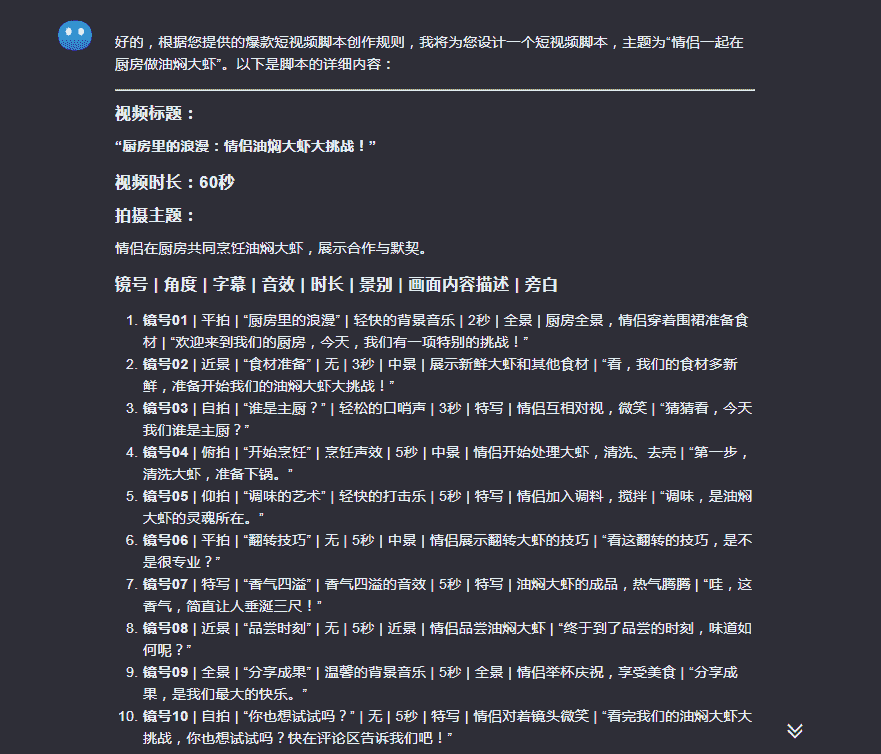 好的，根据您提供的爆款短视频脚本创作规则，我将为您设计一个短视频脚本，主题为“情侣一起在
厨房做油焖大虾”。以下是脚本的详细内容：
视频标题：
“厨房里的浪漫：情侣油焖大虾大挑战！”
视频时长：60秒
拍摄主题：
情侣在厨房共同烹饪油焖大虾，展示合作与默契。
镜号 | 角度 | 字幕 | 音效 | 时长 | 景别 | 画面内容描述 | 旁白
1. 镜号01 | 平拍 | “厨房里的浪漫” | 轻快的背景音乐 | 2秒 | 全景 | 厨房全景，情侣穿着围裙准备食
材 | “欢迎来到我们的厨房，今天，我们有一项特别的挑战！”
2. 镜号02 | 近景 | “食材准备” | 无 | 3秒 | 中景 | 展示新鲜大虾和其他食材 | “看，我们的食材多新
鲜，准备开始我们的油焖大虾大挑战！”
3. 镜号03 | 自拍 | “谁是主厨？” | 轻松的口哨声 | 3秒 | 特写 | 情侣互相对视，微笑 | “猜猜看，今天
我们谁是主厨？”
4. 镜号04 | 俯拍 | “开始烹饪” | 烹饪声效 | 5秒 | 中景 | 情侣开始处理大虾，清洗、去壳 | “第一步，
清洗大虾，准备下锅。”
5. 镜号05 | 仰拍 | “调味的艺术” | 轻快的打击乐 | 5秒 | 特写 | 情侣加入调料，搅拌 | “调味，是油焖
大虾的灵魂所在。”
6. 镜号06 | 平拍 | “翻转技巧” | 无 | 5秒 | 中景 | 情侣展示翻转大虾的技巧 | “看这翻转的技巧，是不
是很专业？”
7. 镜号07 | 特写 | “香气四溢” | 香气四溢的音效 | 5秒 | 特写 | 油焖大虾的成品，热气腾腾 | “哇，这
香气，简直让人垂涎三尺！”
8. 镜号08 | 近景 | “品尝时刻” | 无 | 5秒 | 近景 | 情侣品尝油焖大虾 | “终于到了品尝的时刻，味道如
何呢？”
9. 镜号09 | 全景 | “分享成果” | 温馨的背景音乐 | 5秒 | 全景 | 情侣举杯庆祝，享受美食 | “分享成
果，是我们最大的快乐。”
10. 镜号10 | 自拍 | “你也想试试吗？” | 无 | 5秒 | 特写 | 情侣对着镜头微笑 | “看完我们的油焖大虾大
挑战，你也想试试吗？快在评论区告诉我们吧！”